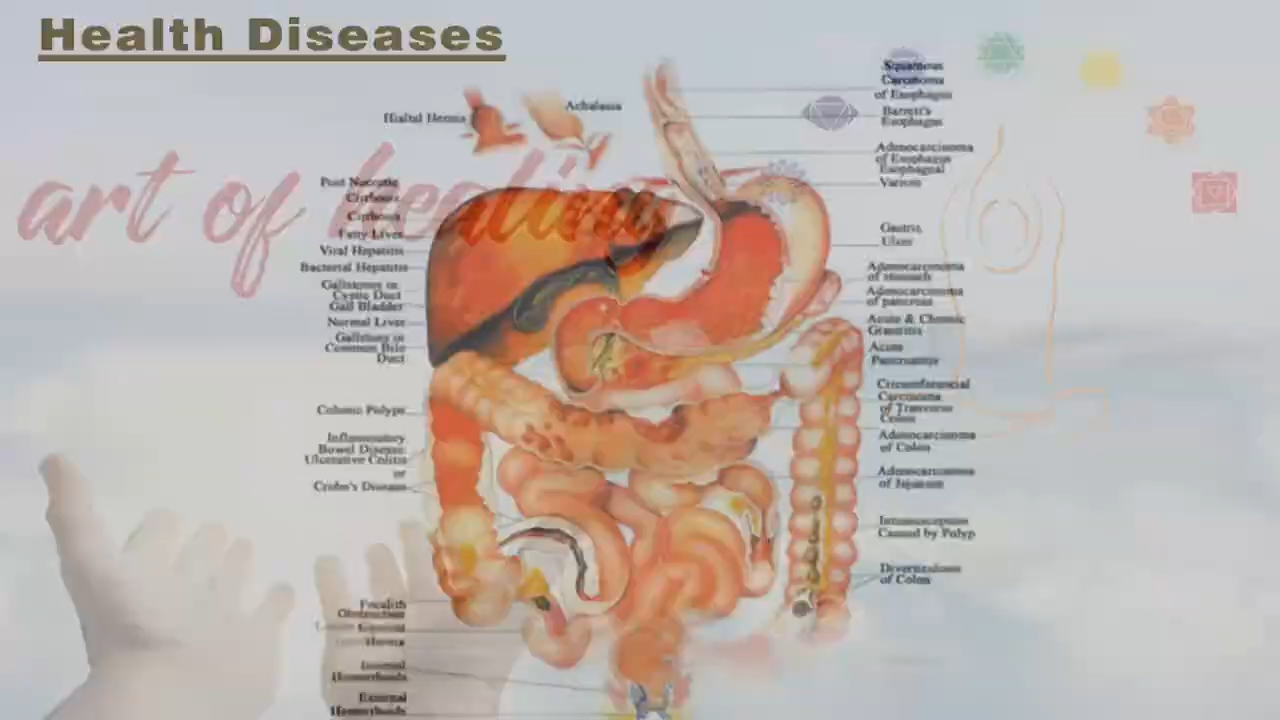 Health Diseases
art of healing
Hiatal Hernia
Achalasia
Post Necrotic
Cirrhosis
Cirrhosis
Fatty Liver
Viral Hepatitis
Bacterial Hepatitis
Gallstone in
Cystic Duct
Gall Bladder
Normal Liver
Gallstone in
Common Bile
Duct
Colonic Polyps
Inflammatory
Bowel Disease
Ulcerative Colitis
or
Crohn's Disease
Fecalith
Obstruction
Hernia
Internal
Hemorrhoids
External
Hemorrhoids
Squamous
Carcinoma
of Esophagus
Barrett's
Esophagus
Adenocarcinoma
of Esophagus
Esophageal
Varices
Gastric
Ulcer
Adenocarcinoma
of stomach
Adenocarcinoma
of pancreas
Acute & Chronic
Gastritis
Acute
Pancreatitis
Circumferencial
Carcinoma
of Transverse
Colon
Adenocarcinoma
of Colon
Adenocarcinoma
of Jejunum
Intussusception
Caused by Polyp
Diverticulosis
of Colon